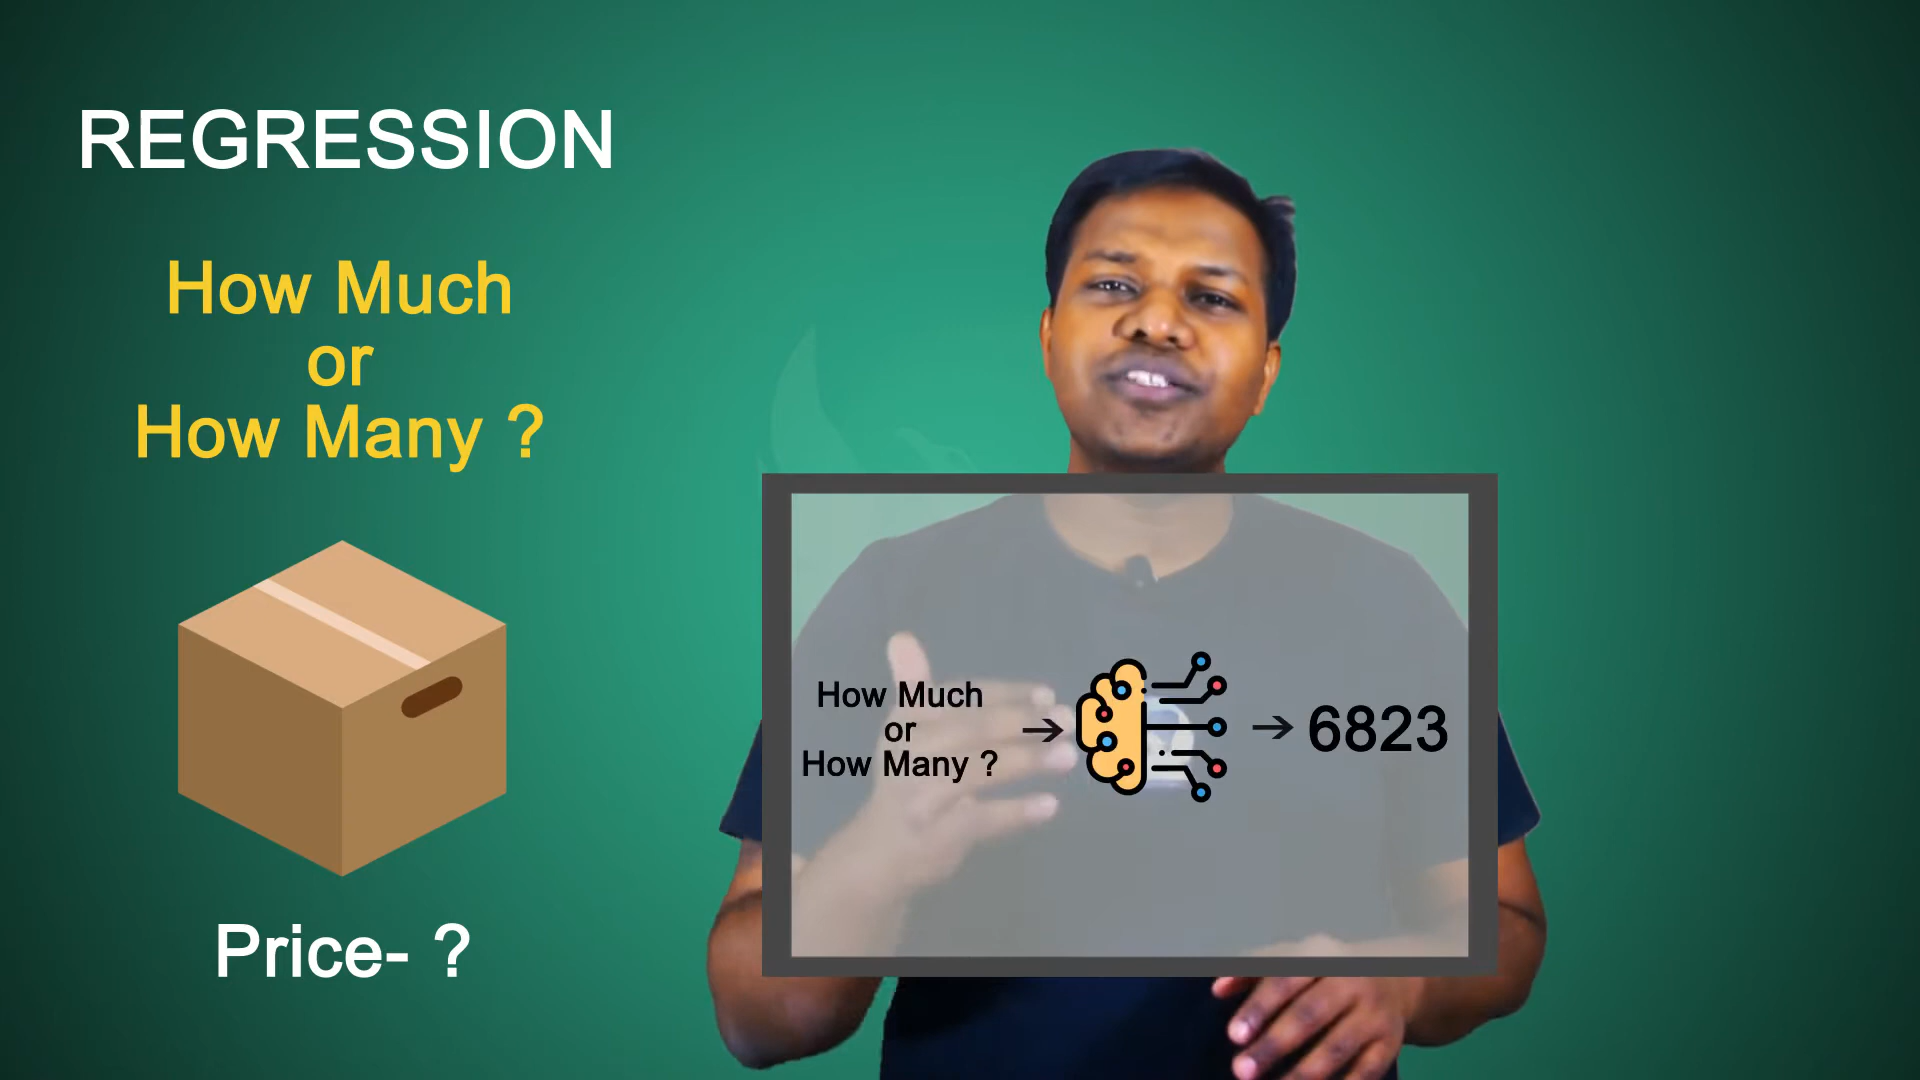 REGRESSION
How Much
or
How Many ?
Price- ?
How Much
or
How Many ?
6823